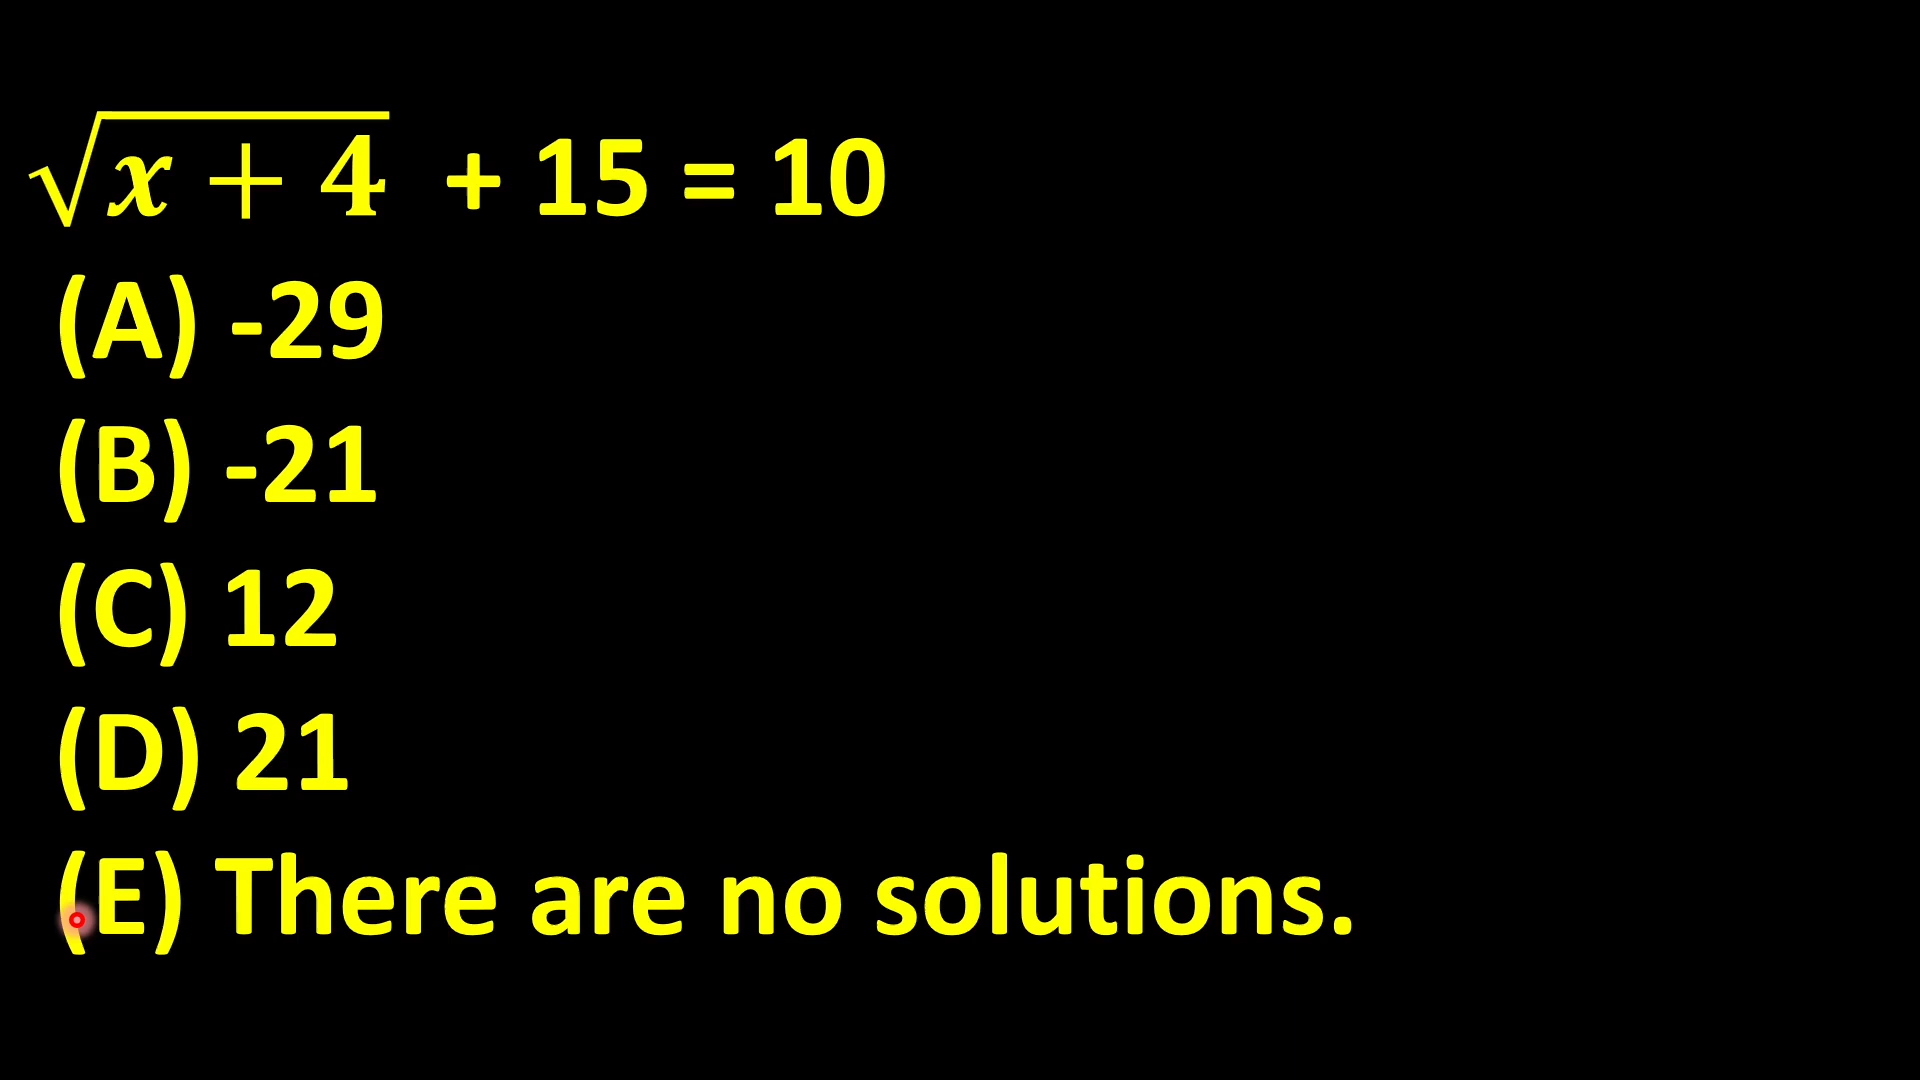 √x + 4 + 15 = 10
(A) -29
(B) -21
(C) 12
(D) 21
(E) There are no solutions.